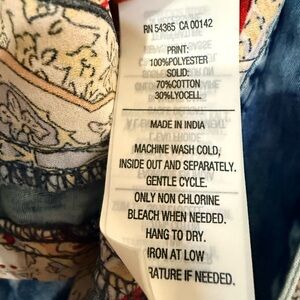 RN 54365 CA 00142
PRINT:
100%POLYESTER
SOLID:
70%COTTON
30%LYOCELL
MADE IN INDIA
MACHINE WASH COLD,
INSIDE OUT AND SEPARATELY.
GENTLE CYCLE.
ONLY NON CHLORINE
BLEACH WHEN NEEDED.
HANG TO DRY.
IRON AT LOW
RATURE IF NEEDED.